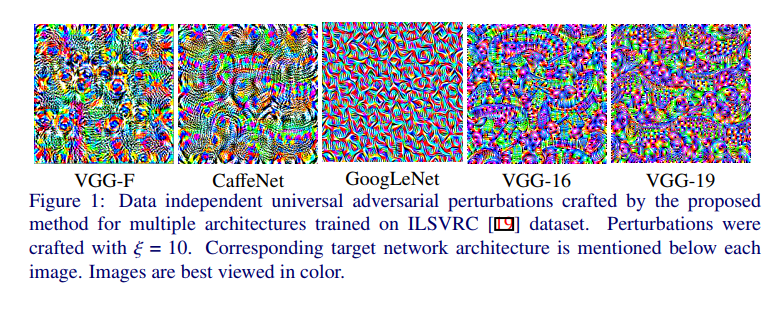 VGG-F CaffeNet GoogLeNet VGG-16 VGG-19
Figure 1: Data independent universal adversarial perturbations crafted by the proposed
method for multiple architectures trained on ILSVRC [19] dataset. Perturbations were
crafted with ξ = 10. Corresponding target network architecture is mentioned below each
image. Images are best viewed in color.